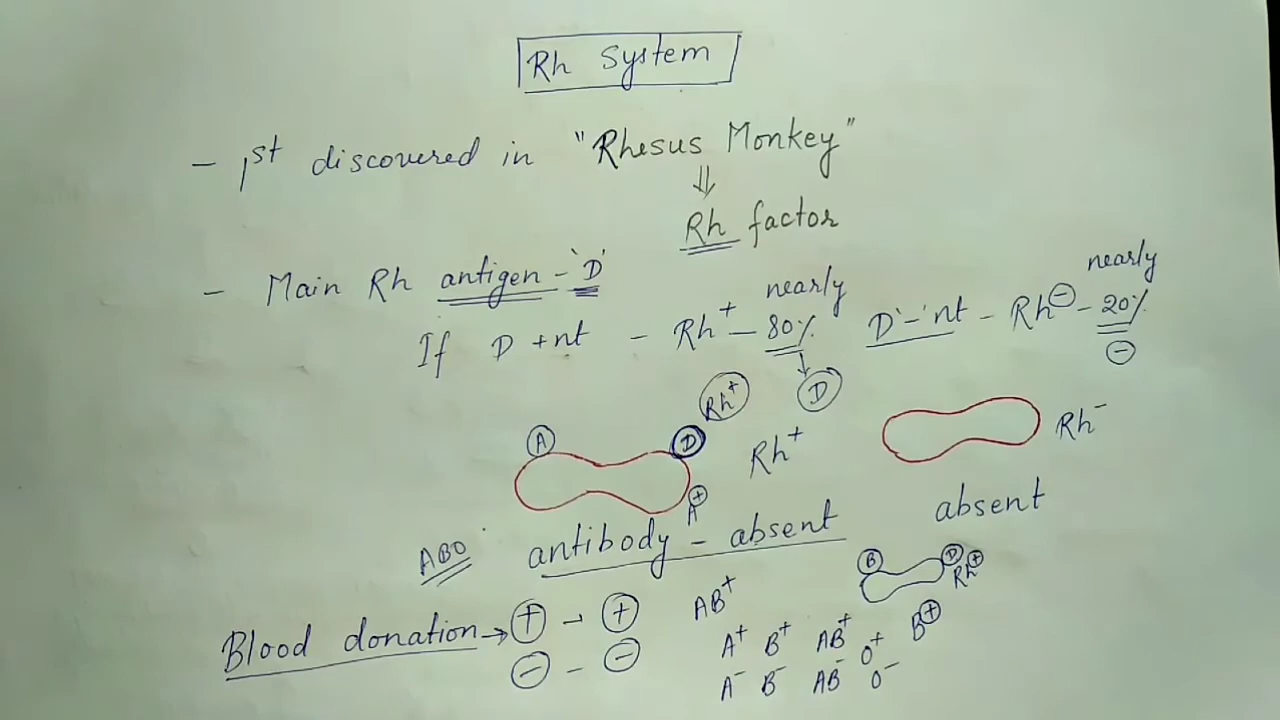 Rh System
- 1st discovered in "Rhesus Monkey"
⇓
Rh factor
- Main Rh antigen - 'D'
If D +nt - Rh+ - nearly 80% D '-' nt - Rh⊖ - nearly 20%
↓ D ⊖
A D Rh+ Rh+ Rh-
A+
ABO antibody - absent absent
B D Rh+
B+
Blood donation → + - + AB+
- - -
A+ B+ AB+ O+
A- B- AB- O-